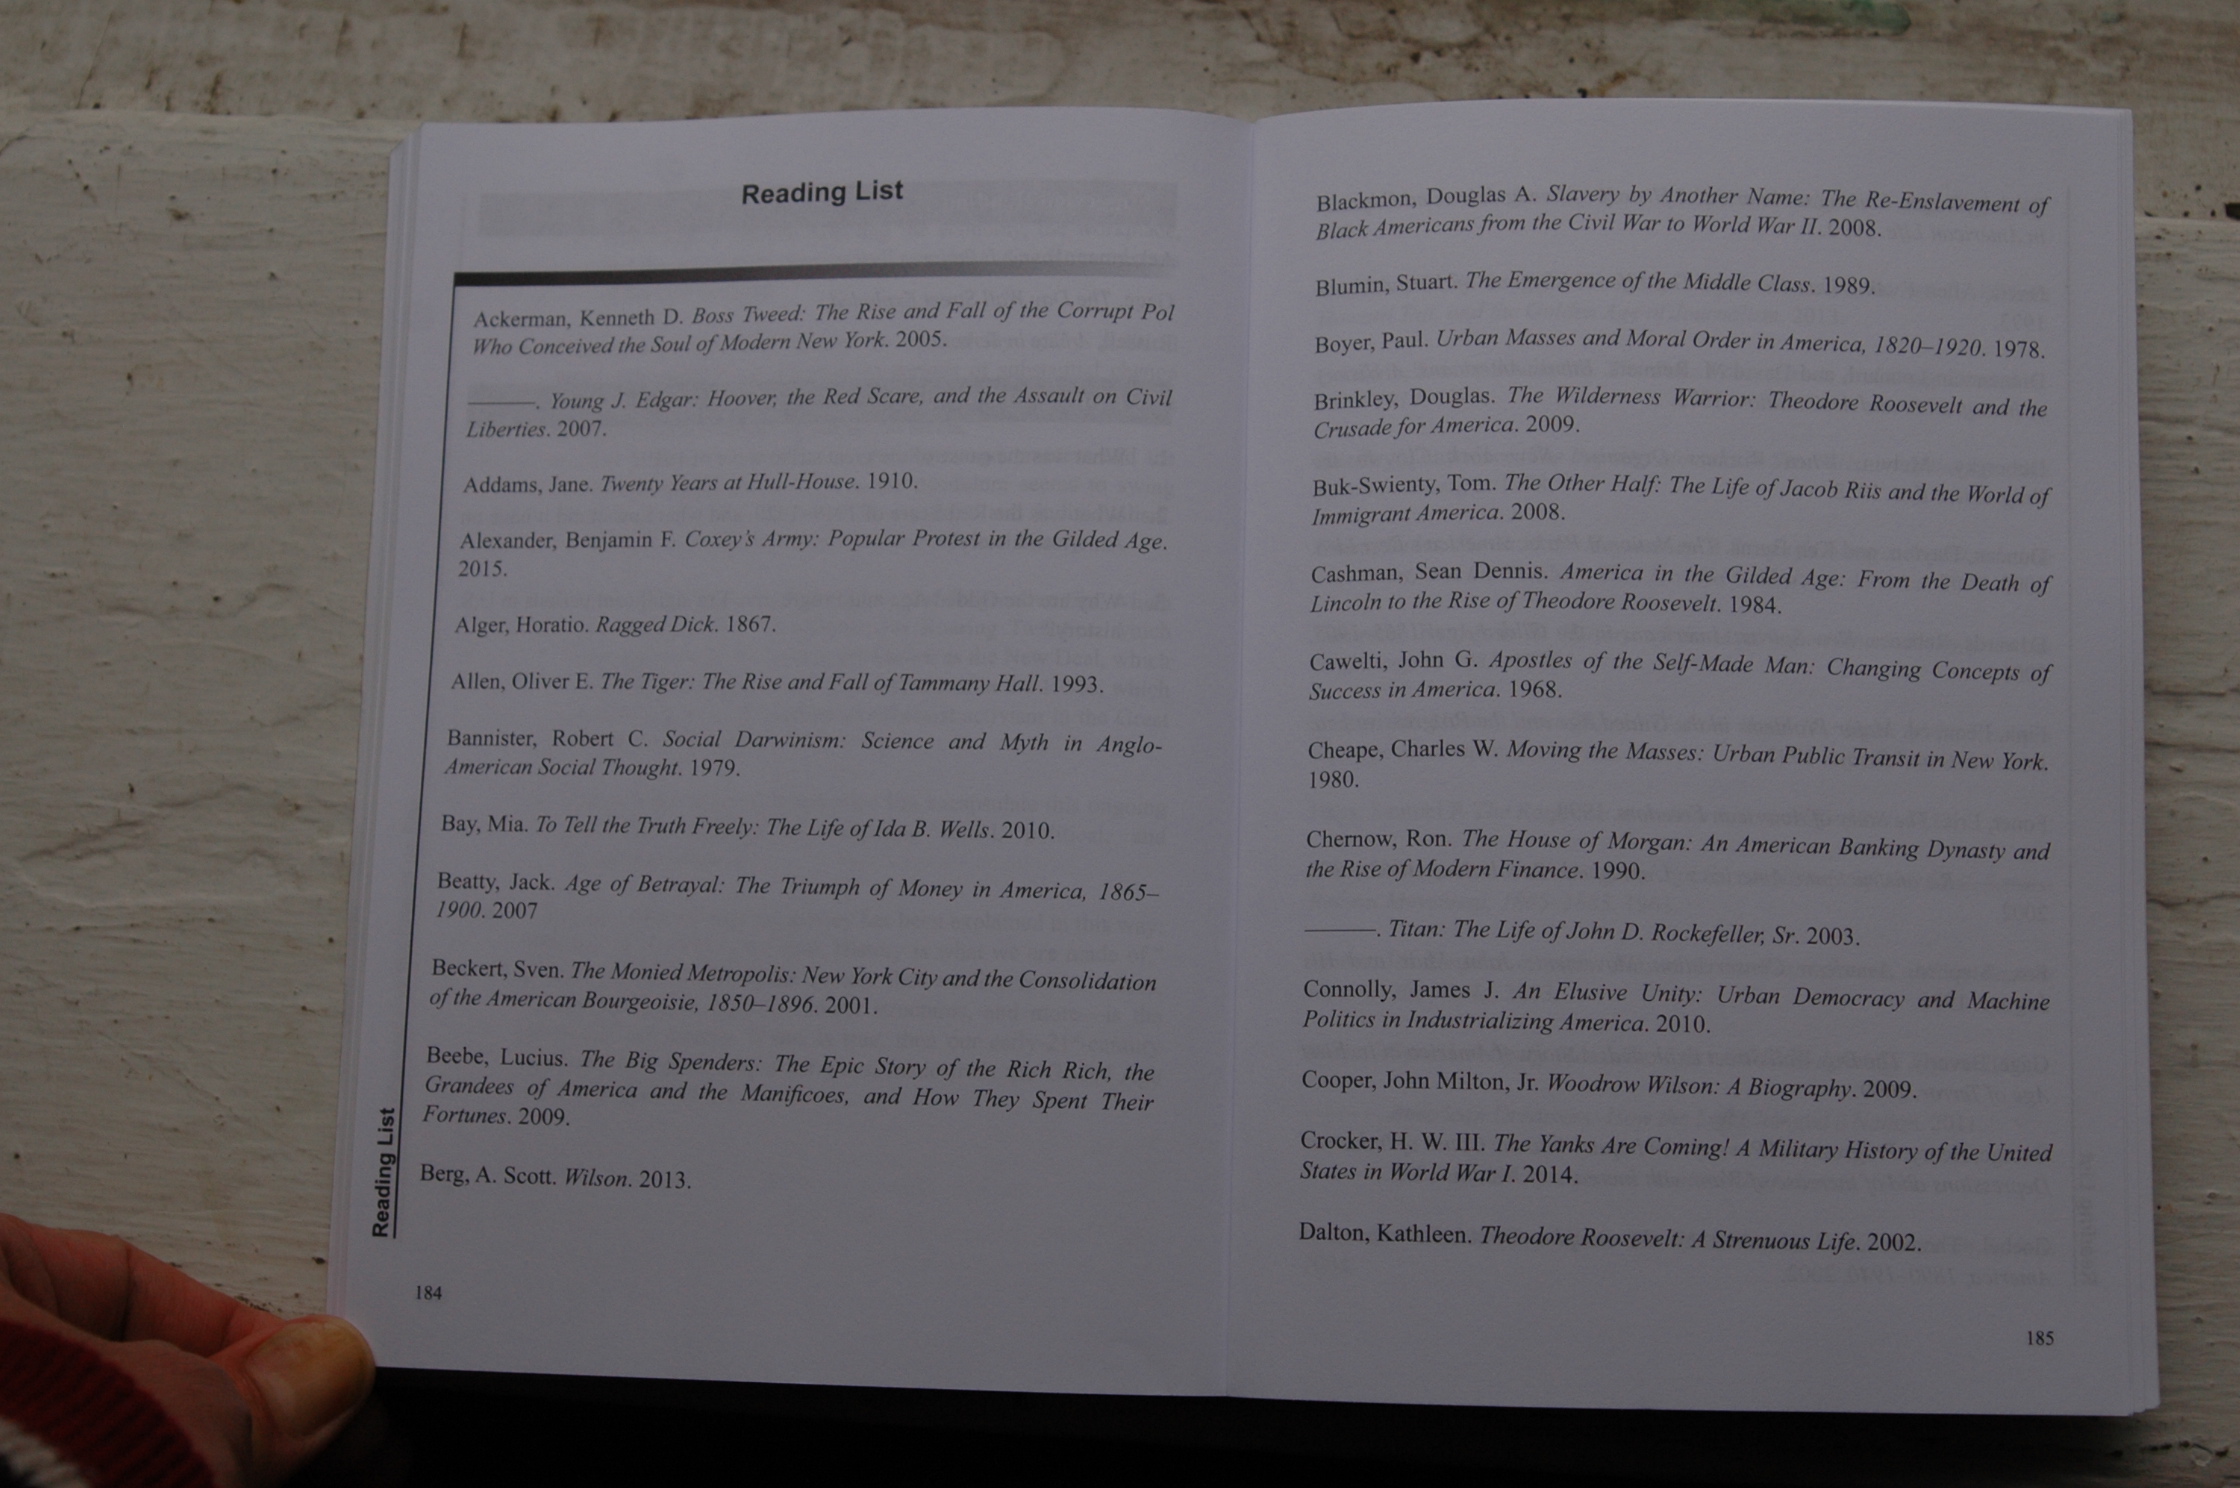 Reading List
Ackerman, Kenneth D. Boss Tweed: The Rise and Fall of the Corrupt Pol
Who Conceived the Soul of Modern New York. 2005.
———. Young J. Edgar: Hoover, the Red Scare, and the Assault on Civil
Liberties. 2007.
Addams, Jane. Twenty Years at Hull-House. 1910.
Alexander, Benjamin F. Coxey's Army: Popular Protest in the Gilded Age.
2015.
Alger, Horatio. Ragged Dick. 1867.
Allen, Oliver E. The Tiger: The Rise and Fall of Tammany Hall. 1993.
Bannister, Robert C. Social Darwinism: Science and Myth in Anglo-
American Social Thought. 1979.
Bay, Mia. To Tell the Truth Freely: The Life of Ida B. Wells. 2010.
Beatty, Jack. Age of Betrayal: The Triumph of Money in America, 1865–
1900. 2007
Beckert, Sven. The Monied Metropolis: New York City and the Consolidation
of the American Bourgeoisie, 1850–1896. 2001.
Beebe, Lucius. The Big Spenders: The Epic Story of the Rich Rich, the
Grandees of America and the Manificoes, and How They Spent Their
Fortunes. 2009.
Berg, A. Scott. Wilson. 2013.
Reading List
184
Blackmon, Douglas A. Slavery by Another Name: The Re-Enslavement of
Black Americans from the Civil War to World War II. 2008.
Blumin, Stuart. The Emergence of the Middle Class. 1989.
Boyer, Paul. Urban Masses and Moral Order in America, 1820–1920. 1978.
Brinkley, Douglas. The Wilderness Warrior: Theodore Roosevelt and the
Crusade for America. 2009.
Buk-Swienty, Tom. The Other Half: The Life of Jacob Riis and the World of
Immigrant America. 2008.
Cashman, Sean Dennis. America in the Gilded Age: From the Death of
Lincoln to the Rise of Theodore Roosevelt. 1984.
Cawelti, John G. Apostles of the Self-Made Man: Changing Concepts of
Success in America. 1968.
Cheape, Charles W. Moving the Masses: Urban Public Transit in New York.
1980.
Chernow, Ron. The House of Morgan: An American Banking Dynasty and
the Rise of Modern Finance. 1990.
———. Titan: The Life of John D. Rockefeller, Sr. 2003.
Connolly, James J. An Elusive Unity: Urban Democracy and Machine
Politics in Industrializing America. 2010.
Cooper, John Milton, Jr. Woodrow Wilson: A Biography. 2009.
Crocker, H. W. III. The Yanks Are Coming! A Military History of the United
States in World War I. 2014.
Dalton, Kathleen. Theodore Roosevelt: A Strenuous Life. 2002.
185